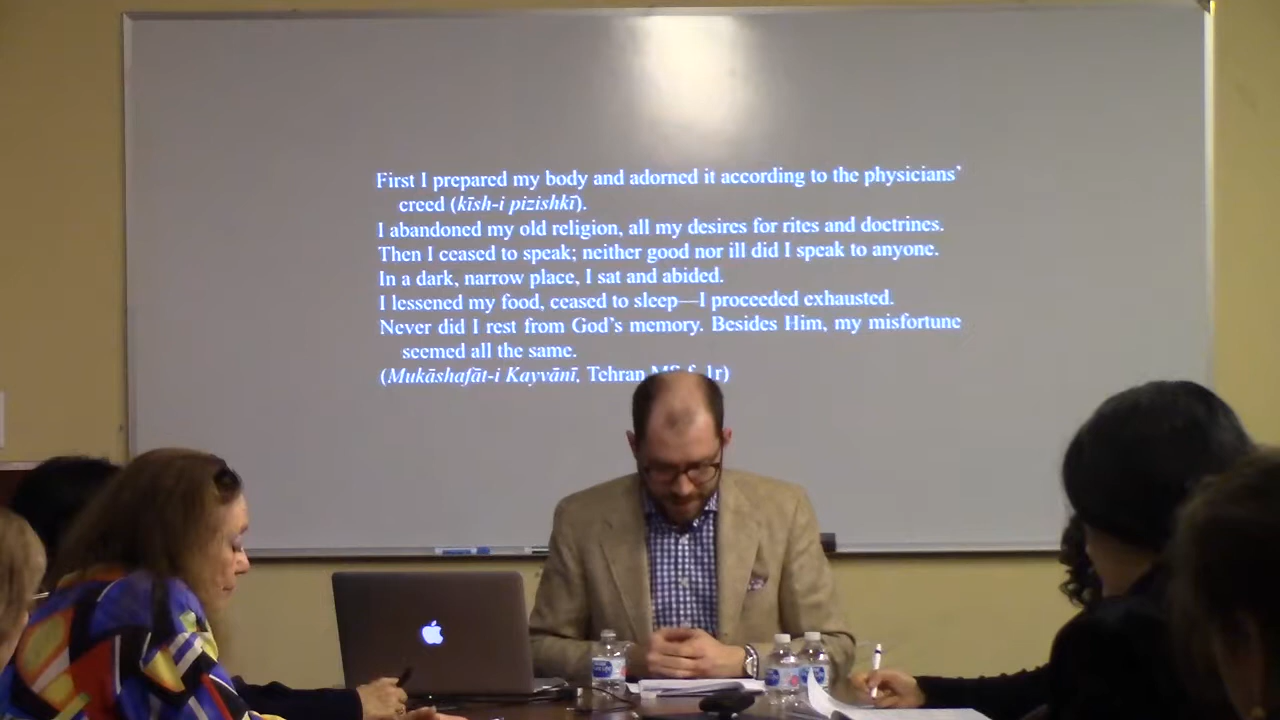 First I prepared my body and adorned it according to the physicians’
creed (kīsh-i pizishkī).
I abandoned my old religion, all my desires for rites and doctrines.
Then I ceased to speak; neither good nor ill did I speak to anyone.
In a dark, narrow place, I sat and abided.
I lessened my food, ceased to sleep—I proceeded exhausted.
Never did I rest from God’s memory. Besides Him, my misfortune
seemed all the same.
(Mukāshafāt-i Kayvānī, Tehran MS f. 1r)